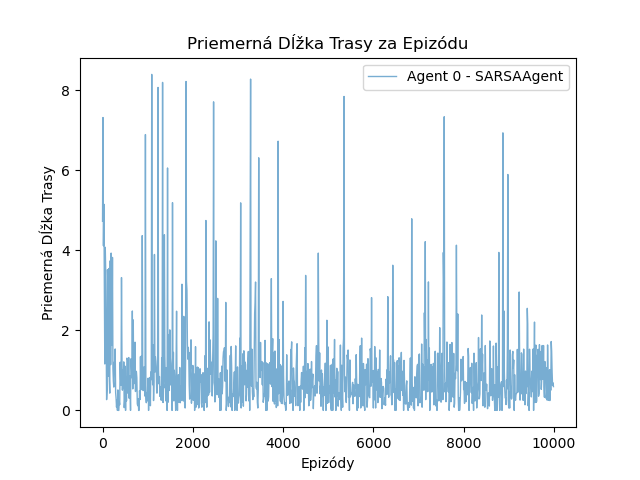 Priemerná Dĺžka Trasy za Epizódu
Agent 0 - SARSAAgent
Priemerná Dĺžka Trasy
8
6
4
2
0
0 2000 4000 6000 8000 10000
Epizódy